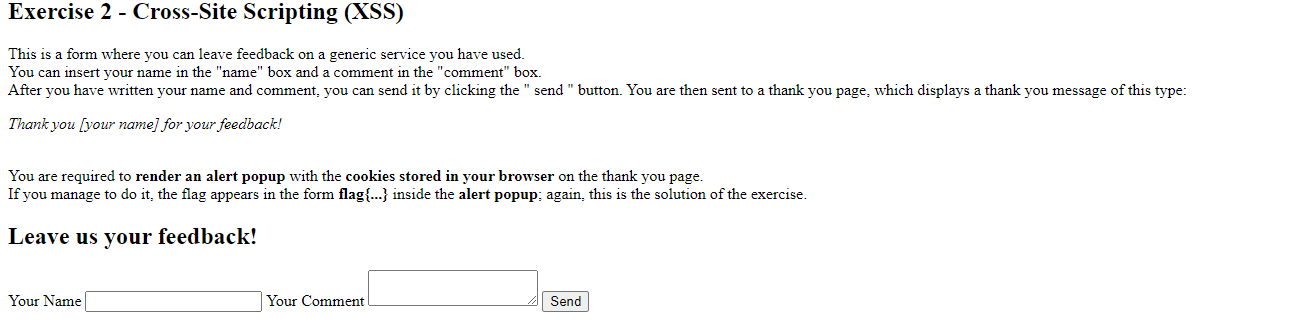 Exercise 2 - Cross-Site Scripting (XSS)
This is a form where you can leave feedback on a generic service you have used.
You can insert your name in the "name" box and a comment in the "comment" box.
After you have written your name and comment, you can send it by clicking the " send " button. You are then sent to a thank you page, which displays a thank you message of this type:
Thank you [your name] for your feedback!
You are required to render an alert popup with the cookies stored in your browser on the thank you page.
If you manage to do it, the flag appears in the form flag{...} inside the alert popup; again, this is the solution of the exercise.
Leave us your feedback!
Your Name Your Comment Send